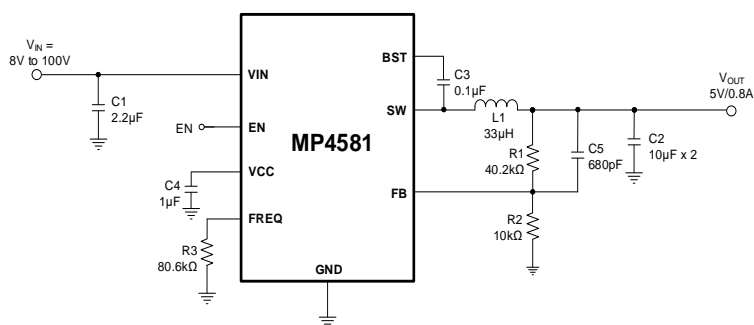 V_IN =
8V to 100V
C1
2.2µF
VIN
EN
EN
VCC
C4
1µF
FREQ
R3
80.6kΩ
MP4581
GND
BST
C3
0.1µF
SW
L1
33µH
FB
R1
40.2kΩ
C5
680pF
C2
10µF x 2
R2
10kΩ
V_OUT
5V/0.8A